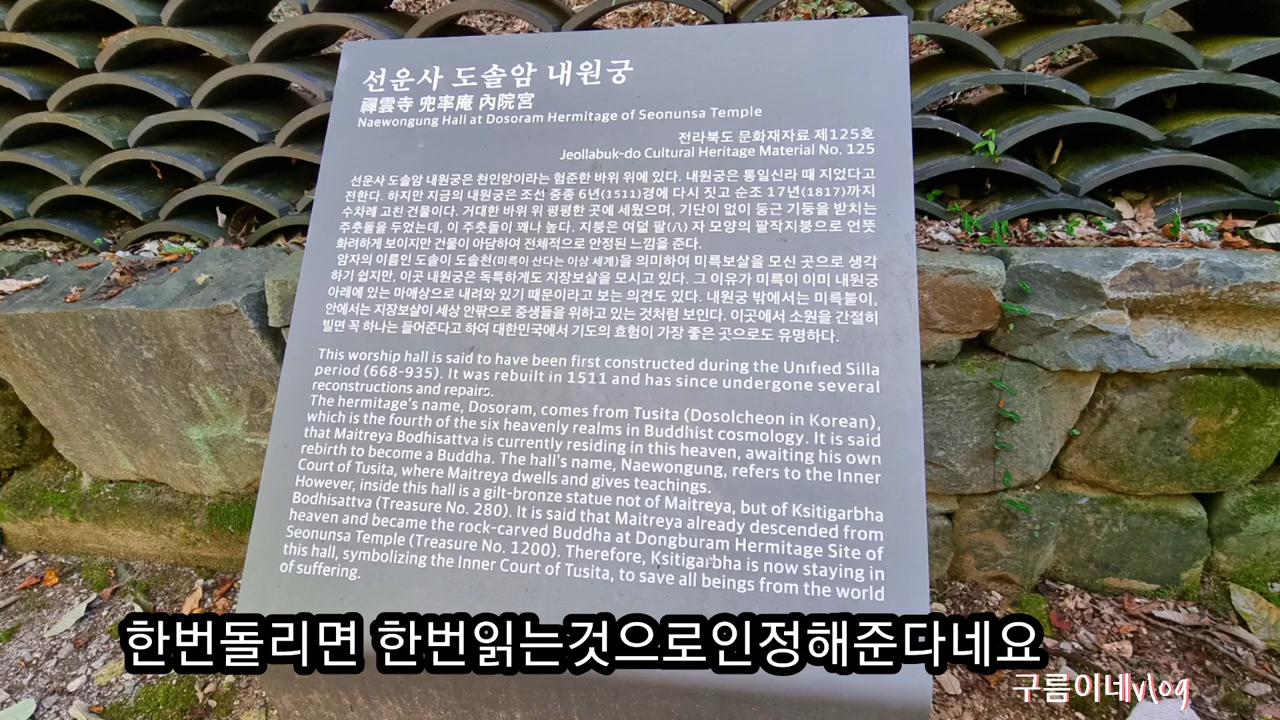 선운사 도솔암 내원궁
禪雲寺 兜率庵 內院宮
Naewongung Hall at Dosoram Hermitage of Seonunsa Temple
전라북도 문화재자료 제125호
Jeollabuk-do Cultural Heritage Material No. 125
선운사 도솔암 내원궁은 천인암이라는 험준한 바위 위에 있다. 내원궁은 통일신라 때 지었다고
전한다. 하지만 지금의 내원궁은 조선 중종 6년(1511)경에 다시 짓고 순조 17년(1817)까지
수차례 고친 건물이다. 거대한 바위 위 평평한 곳에 세웠으며, 기단이 없이 둥근 기둥을 받치는
주춧돌을 두었는데, 이 주춧돌이 꽤나 높다. 지붕은 여덟 팔(八) 자 모양의 팔작지붕으로 언뜻
화려하게 보이지만 건물이 아담하여 전체적으로 안정된 느낌을 준다.
암자의 이름인 도솔이 도솔천(미륵이 산다는 이상 세계)을 의미하여 미륵보살을 모신 곳으로 생각
하기 쉽지만, 이곳 내원궁은 독특하게도 지장보살을 모시고 있다. 그 이유가 미륵이 이미 내원궁
아래에 있는 마애상으로 내려와 있기 때문이라고 보는 의견도 있다. 내원궁 밖에서는 미륵불이,
안에서는 지장보살이 세상 안팎으로 중생들을 위하고 있는 것처럼 보인다. 이곳에서 소원을 간절히
빌면 꼭 하나는 들어준다고 하여 대한민국에서 기도의 효험이 가장 좋은 곳으로도 유명하다.
This worship hall is said to have been first constructed during the Unified Silla
period (668-935). It was rebuilt in 1511 and has since undergone several
reconstructions and repairs.
The hermitage's name, Dosoram, comes from Tusita (Dosolcheon in Korean),
which is the fourth of the six heavenly realms in Buddhist cosmology. It is said
that Maitreya Bodhisattva is currently residing in this heaven, awaiting his own
rebirth to become a Buddha. The hall's name, Naewongung, refers to the Inner
Court of Tusita, where Maitreya dwells and gives teachings.
However, inside this hall is a gilt-bronze statue not of Maitreya, but of Ksitigarbha
Bodhisattva (Treasure No. 280). It is said that Maitreya already descended from
heaven and became the rock-carved Buddha at Dongburam Hermitage Site of
Seonunsa Temple (Treasure No. 1200). Therefore, Ksitigarbha is now staying in
this hall, symbolizing the Inner Court of Tusita, to save all beings from the world
of suffering.
한번돌리면 한번읽는것으로인정해준다네요
구름이네vlog